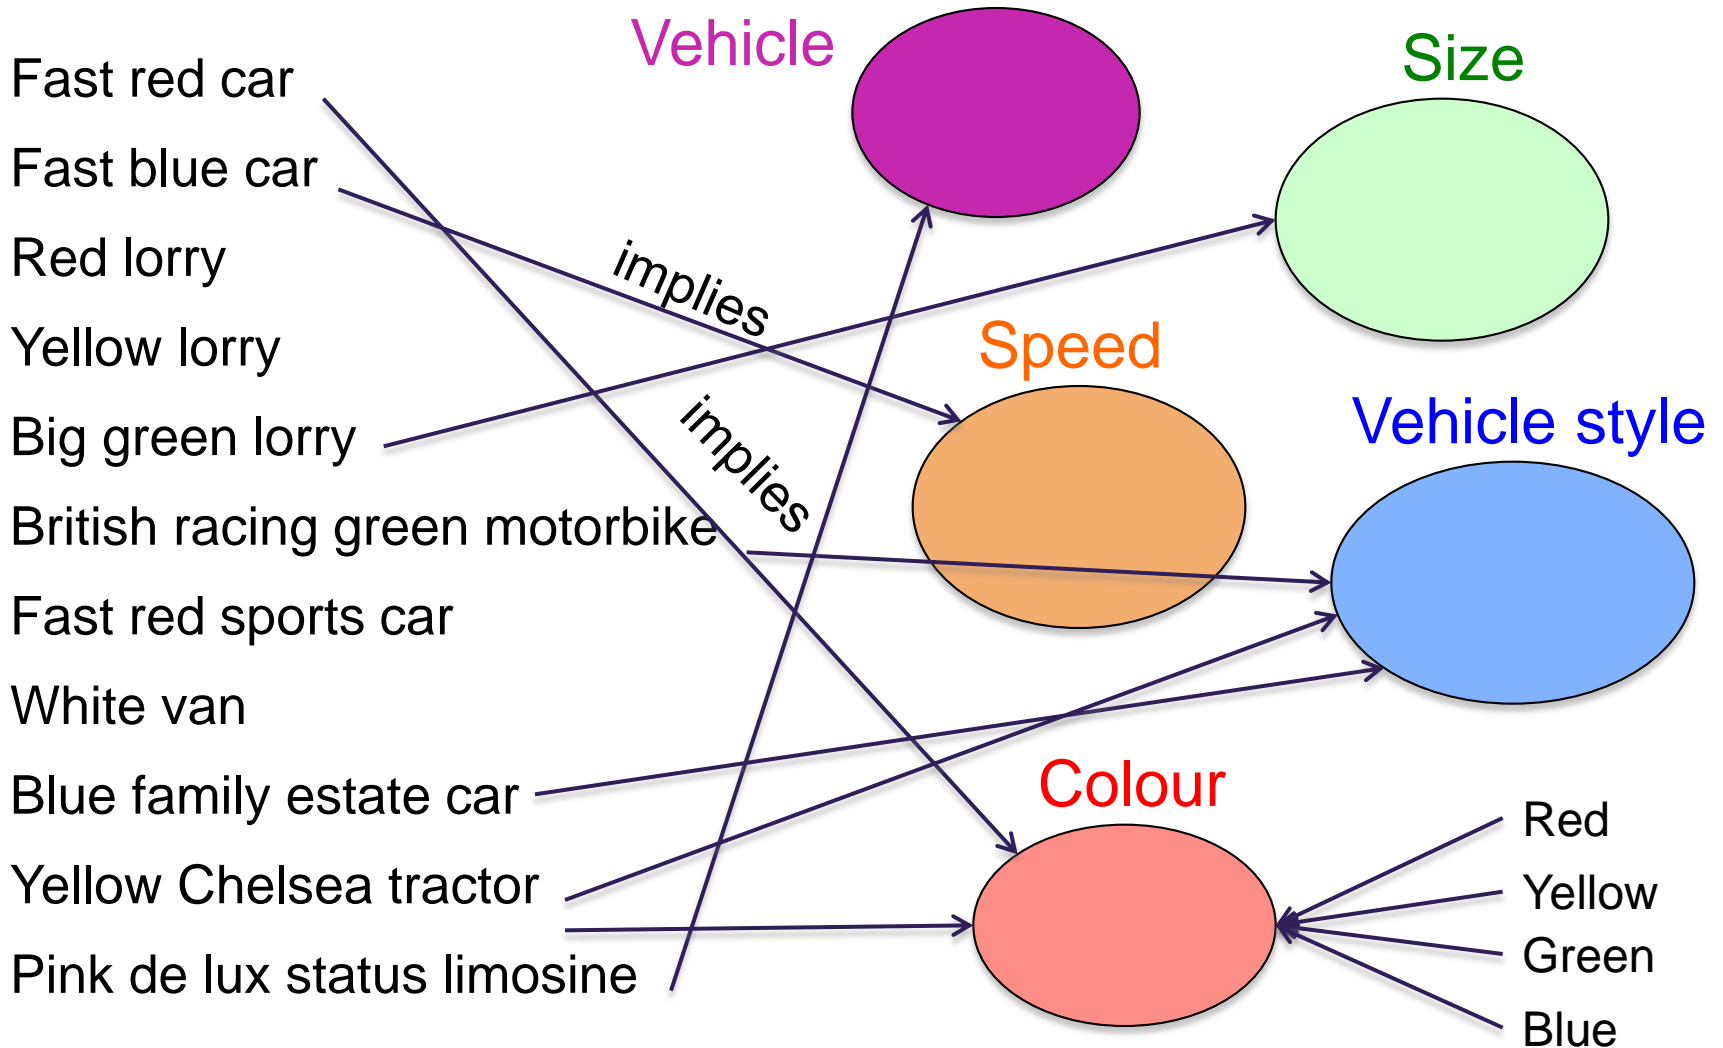 Fast red car
Fast blue car
Red lorry
Yellow lorry
Big green lorry
British racing green motorbike
Fast red sports car
White van
Blue family estate car
Yellow Chelsea tractor
Pink de lux status limosine
implies
implies
Vehicle
Size
Speed
Vehicle style
Colour
Red
Yellow
Green
Blue